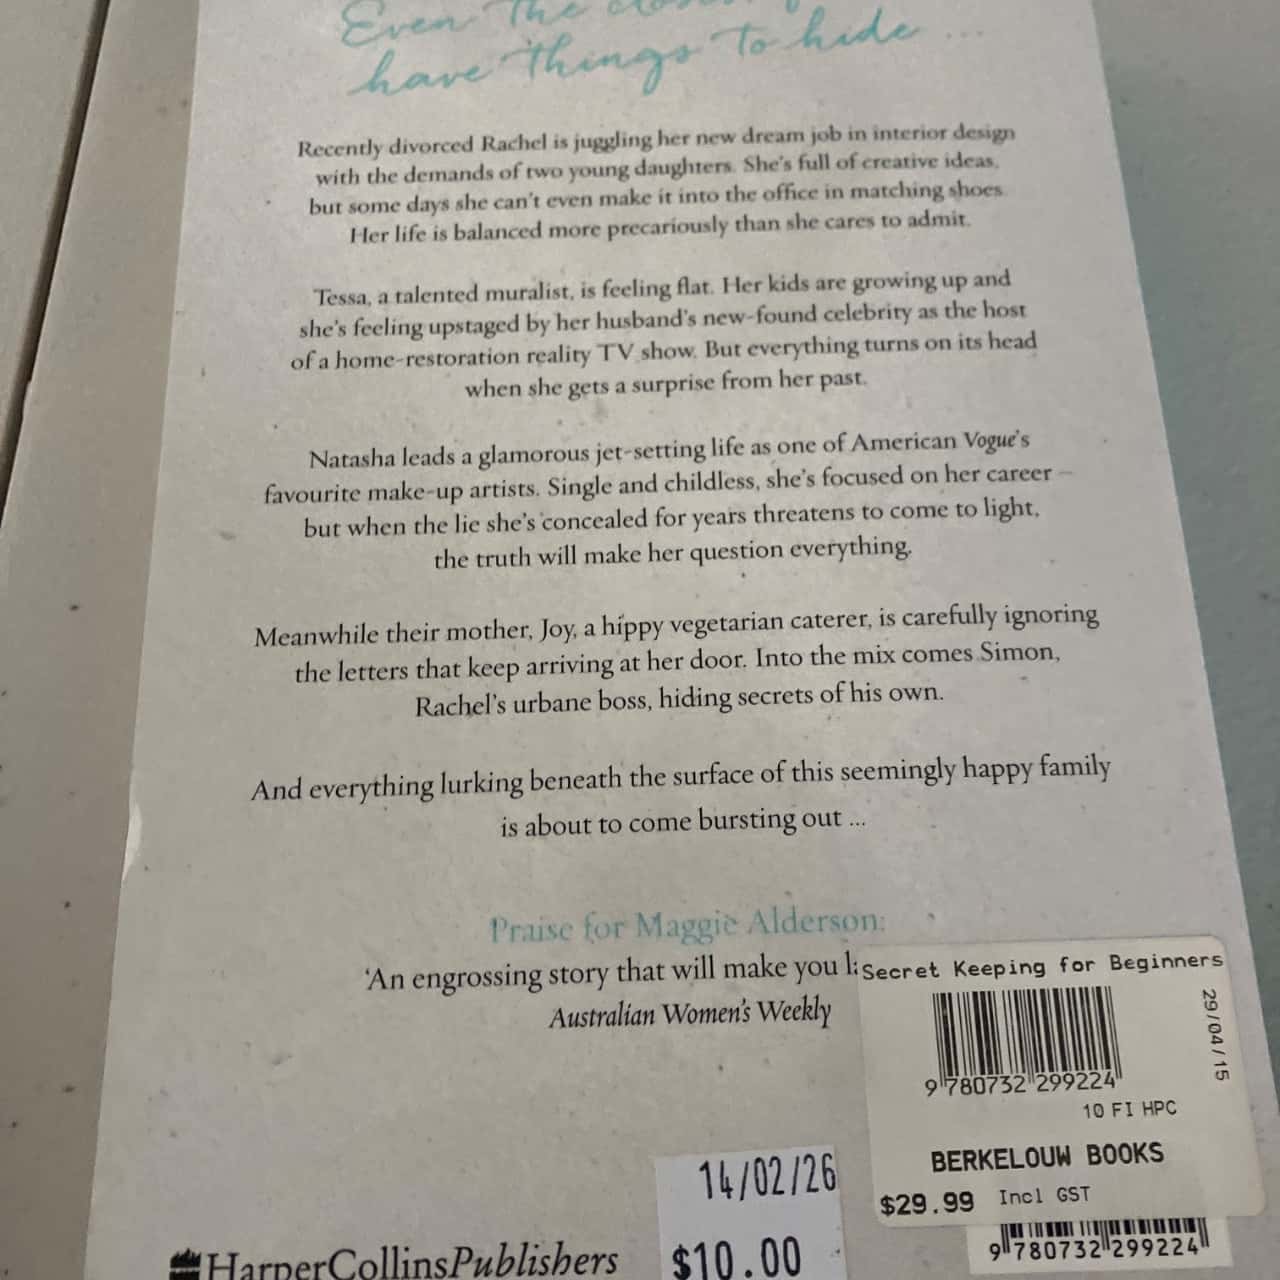 Even the
have things to hide ...
Recently divorced Rachel is juggling her new dream job in interior design
with the demands of two young daughters. She's full of creative ideas,
but some days she can't even make it into the office in matching shoes.
Her life is balanced more precariously than she cares to admit.
Tessa, a talented muralist, is feeling flat. Her kids are growing up and
she's feeling upstaged by her husband's new-found celebrity as the host
of a home-restoration reality TV show. But everything turns on its head
when she gets a surprise from her past.
Natasha leads a glamorous jet-setting life as one of American Vogue's
favourite make-up artists. Single and childless, she's focused on her career –
but when the lie she's concealed for years threatens to come to light,
the truth will make her question everything.
Meanwhile their mother, Joy, a hippy vegetarian caterer, is carefully ignoring
the letters that keep arriving at her door. Into the mix comes Simon,
Rachel's urbane boss, hiding secrets of his own.
And everything lurking beneath the surface of this seemingly happy family
is about to come bursting out ...
Praise for Maggie Alderson:
'An engrossing story that will make you
Australian Women's Weekly
Secret Keeping for Beginners
29/04/15
9 780732 299224
10 FI HPC
BERKELOUW BOOKS
$29.99 Incl GST
9 780732 299224
14/02/26
$10.00
HarperCollinsPublishers